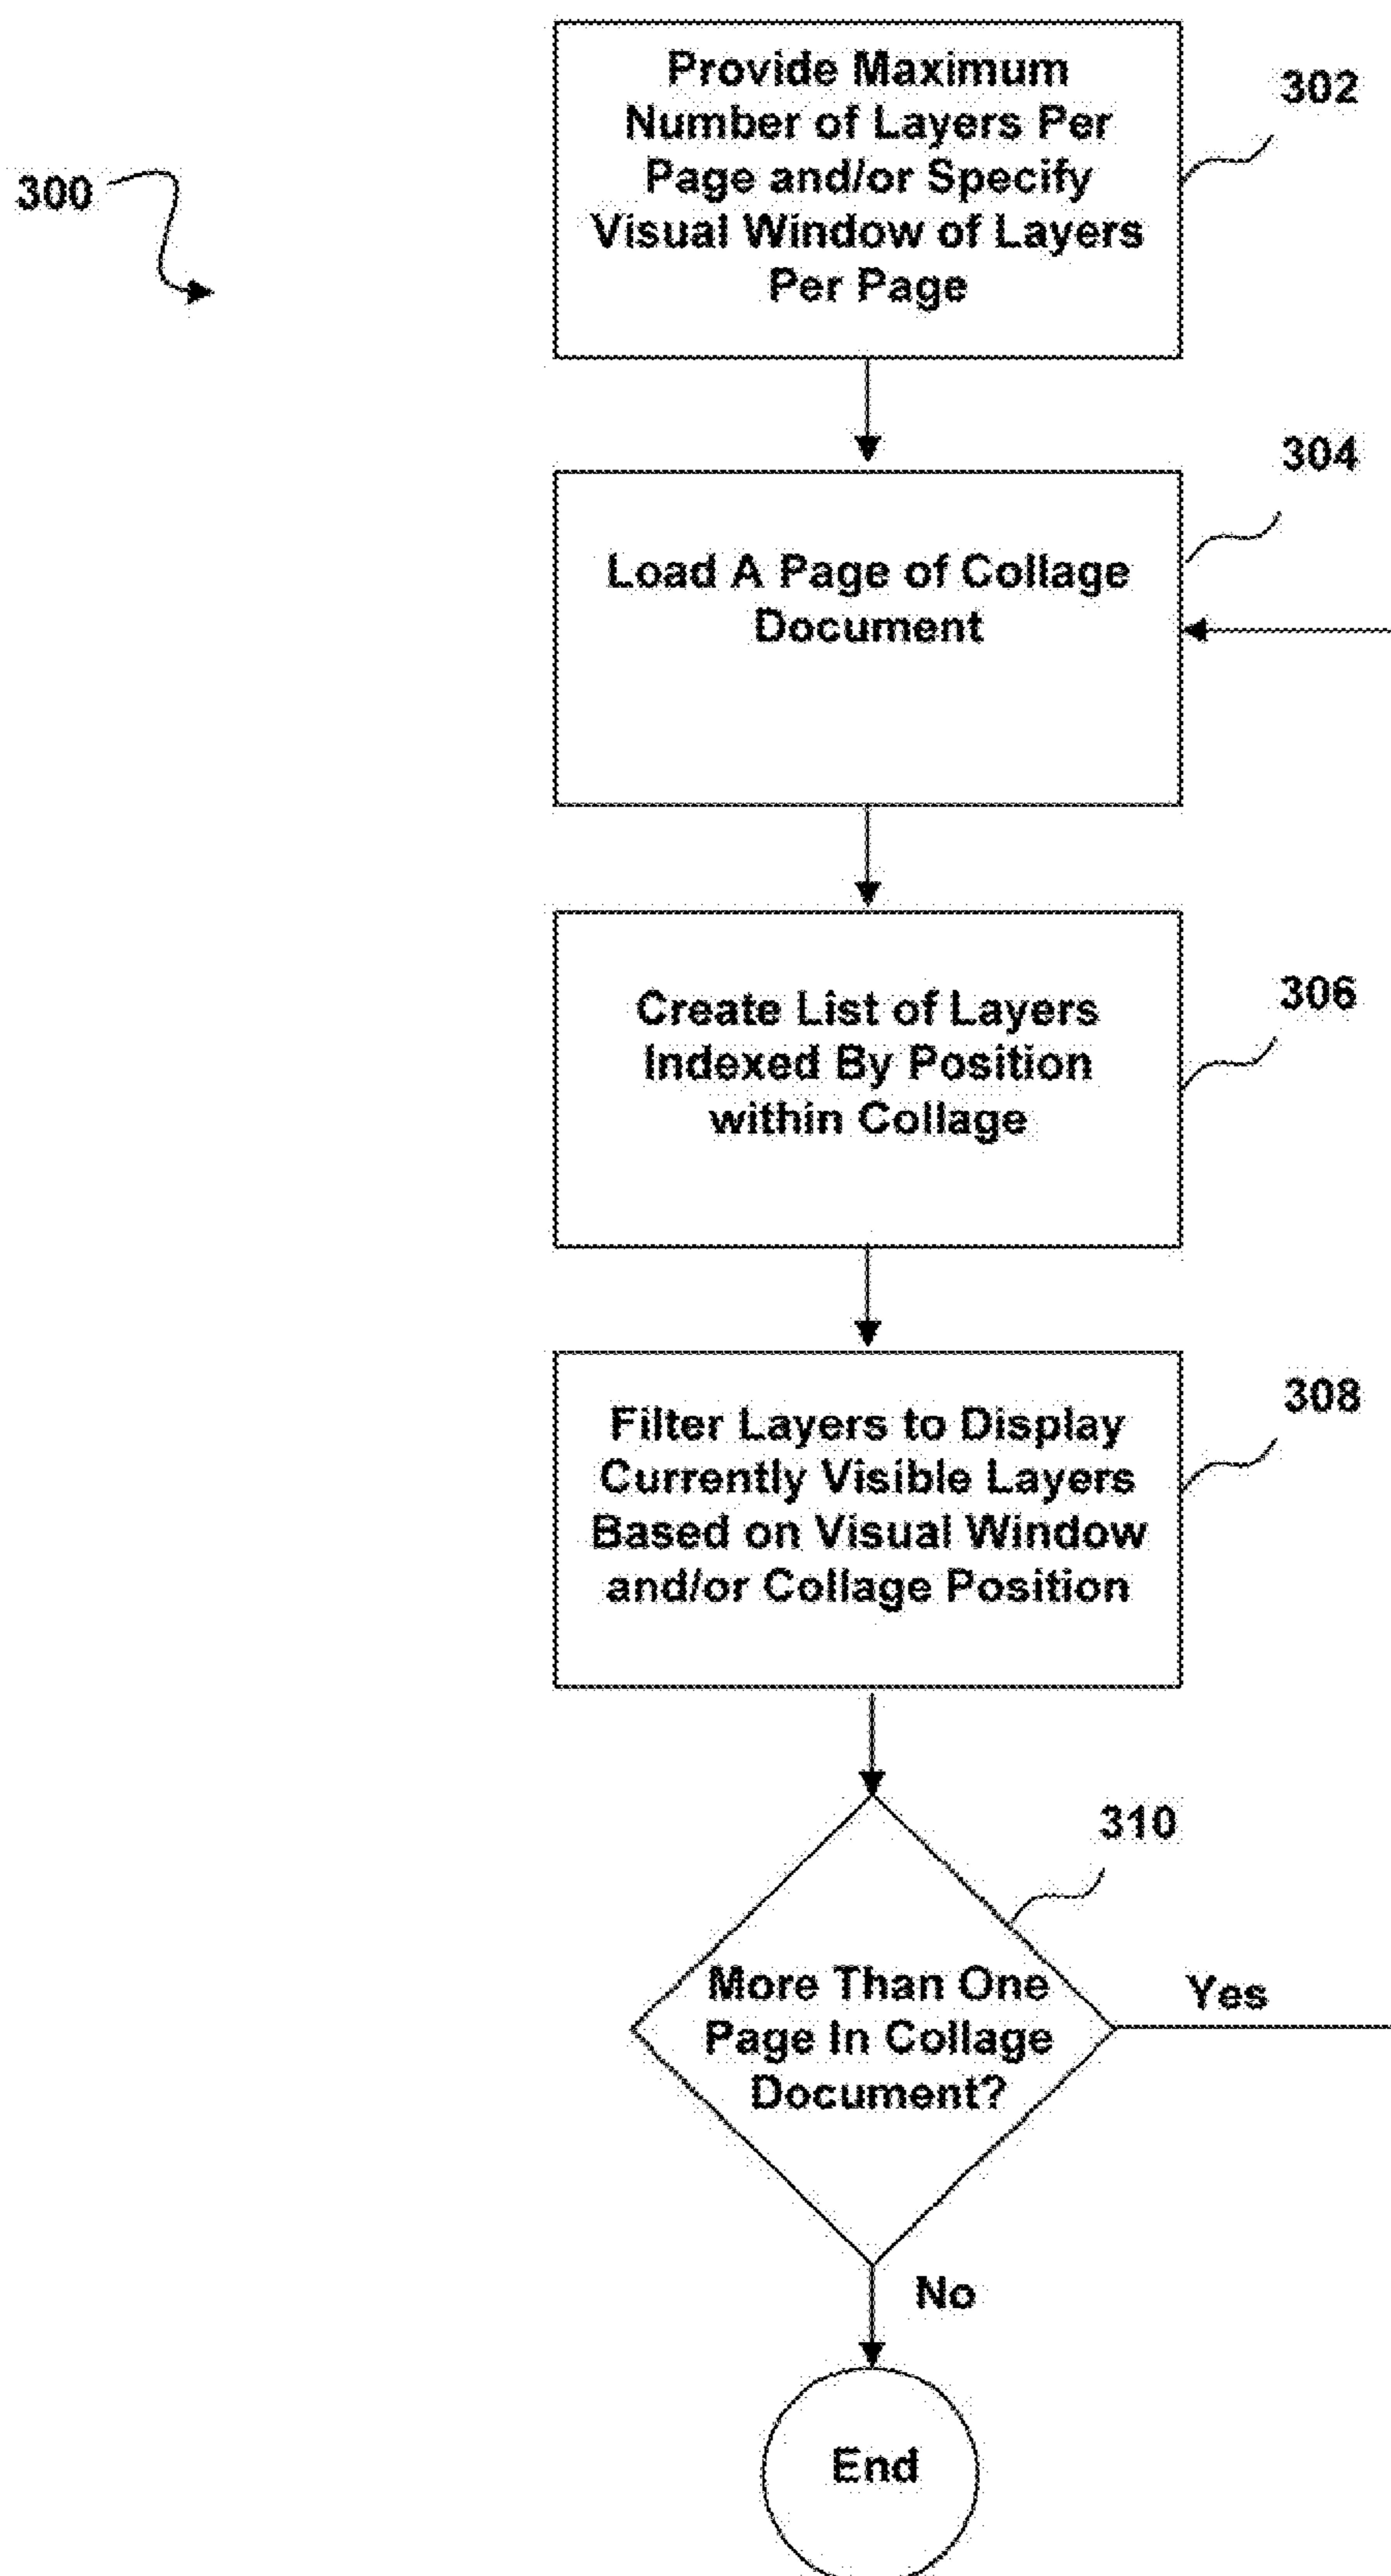 300
Provide Maximum
Number of Layers Per
Page and/or Specify
Visual Window of Layers
Per Page
302
Load A Page of Collage
Document
304
Create List of Layers
Indexed By Position
within Collage
306
Filter Layers to Display
Currently Visible Layers
Based on Visual Window
and/or Collage Position
308
310
More Than One
Page In Collage
Document?
Yes
No
End